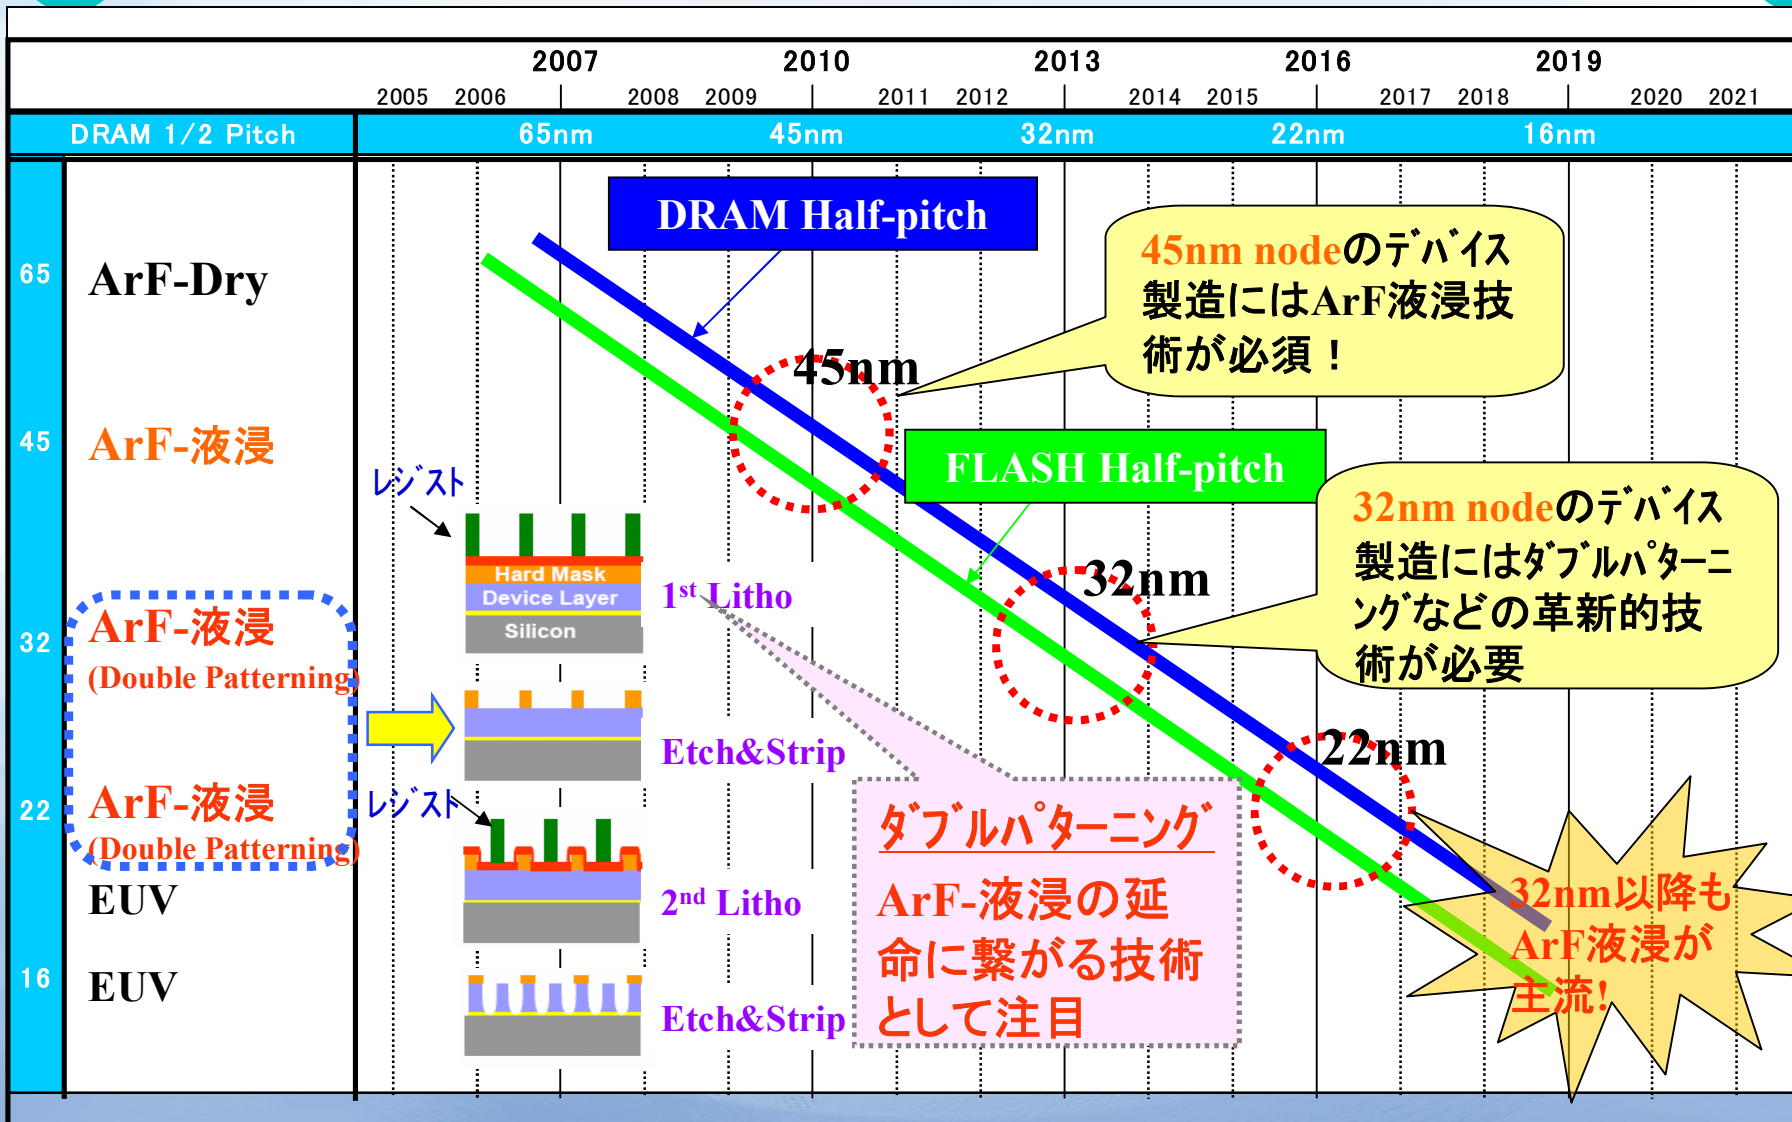 2007 2010 2013 2016 2019
2005 2006 2008 2009 2011 2012 2014 2015 2017 2018 2020 2021
DRAM 1/2 Pitch 65nm 45nm 32nm 22nm 16nm
65
ArF-Dry
45
ArF-液浸
32
ArF-液浸
(Double Patterning)
22
ArF-液浸
(Double Patterning)
EUV
16
EUV
DRAM Half-pitch
FLASH Half-pitch
45nm
32nm
22nm
45nm nodeのデバイス
製造にはArF液浸技
術が必須！
32nm nodeのデバイス
製造にはダブルパターニ
ングなどの革新的技
術が必要
レジスト
Hard Mask
Device Layer
Silicon
1st Litho
Etch&Strip
レジスト
2nd Litho
Etch&Strip
ダブルパターニング
ArF-液浸の延
命に繋がる技術
として注目
32nm以降も
ArF液浸が
主流!